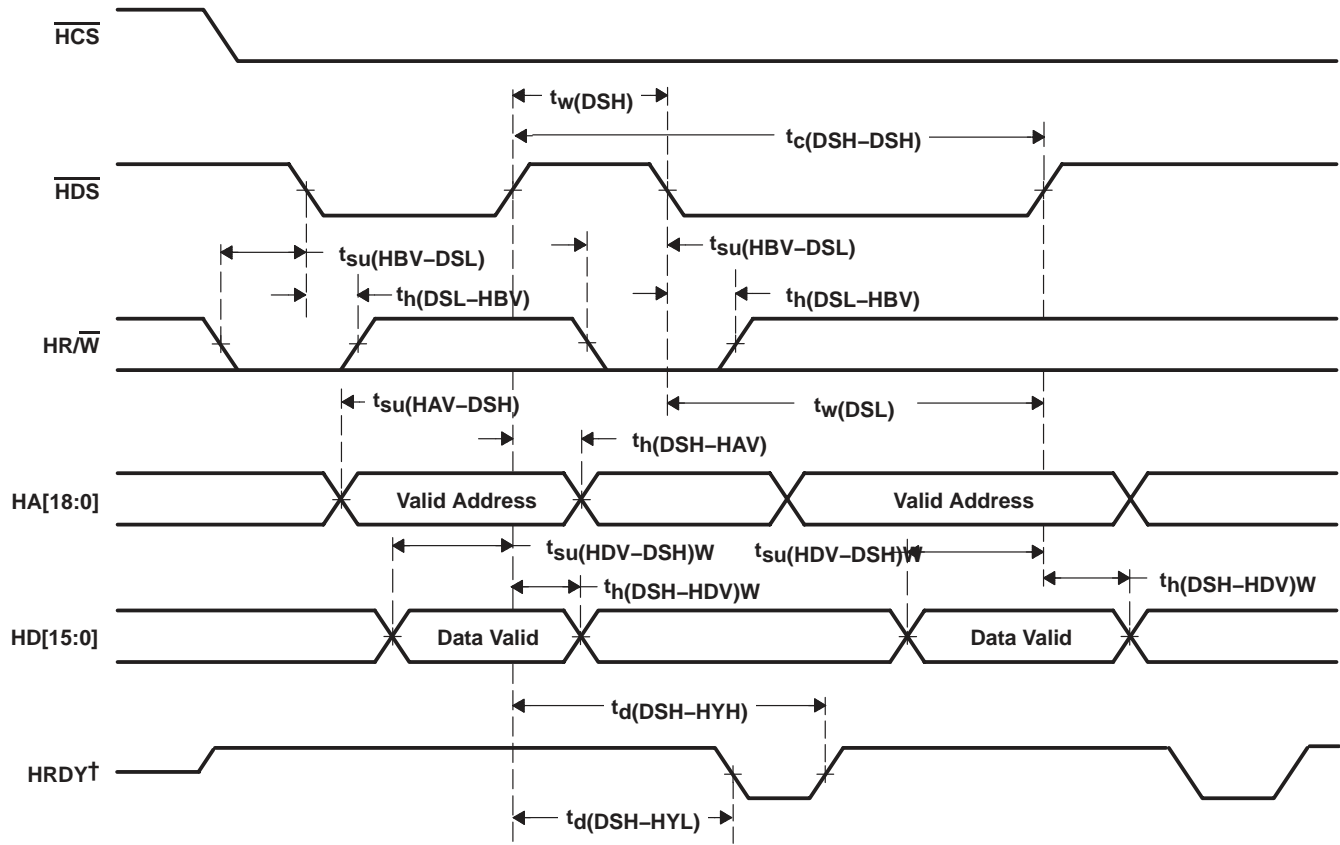 HCS
tw(DSH)
tc(DSH–DSH)
HDS
tsu(HBV–DSL)
tsu(HBV–DSL)
th(DSL–HBV)
th(DSL–HBV)
HR/W
tsu(HAV–DSH)
tw(DSL)
th(DSH–HAV)
HA[18:0]
Valid Address
Valid Address
tsu(HDV–DSH)W
tsu(HDV–DSH)W
th(DSH–HDV)W
th(DSH–HDV)W
HD[15:0]
Data Valid
Data Valid
td(DSH–HYH)
HRDY†
td(DSH–HYL)